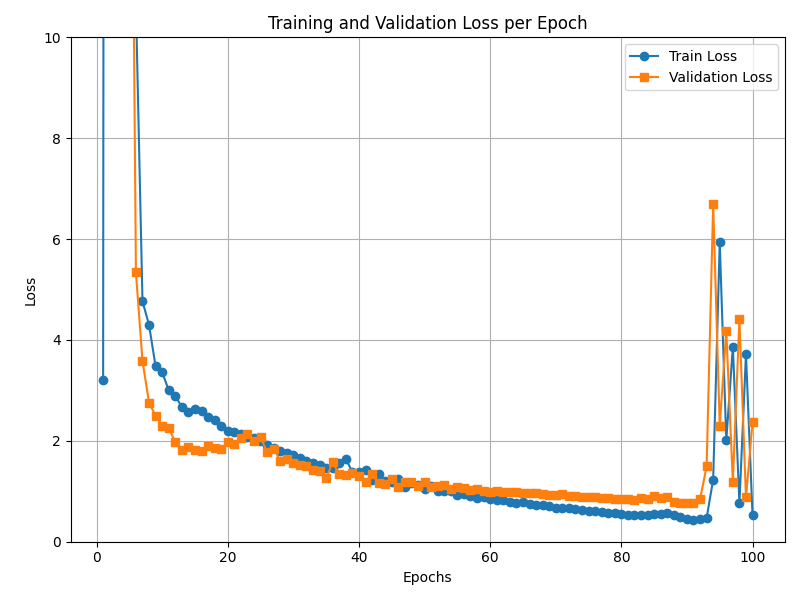 Training and Validation Loss per Epoch
Train Loss
Validation Loss
Loss
10
8
6
4
2
0
0 20 40 60 80 100
Epochs